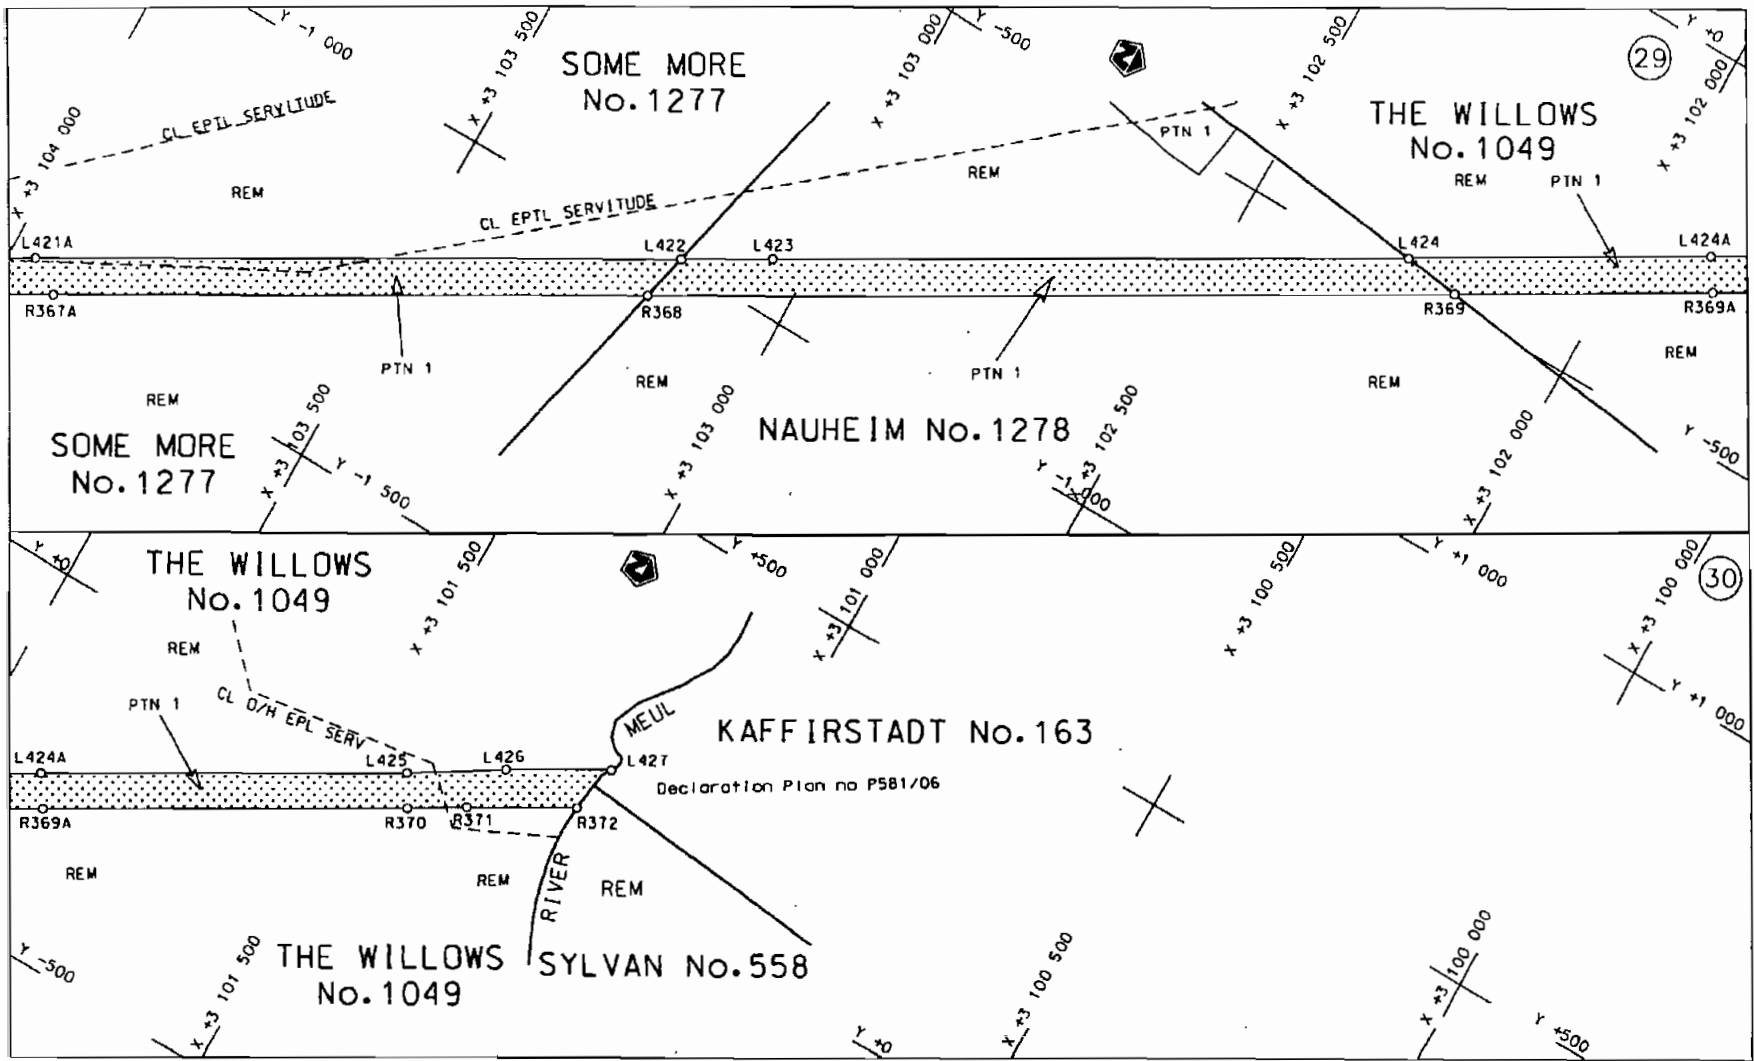 Y -1 000
X +3 103 500
X +3 103 000
Y -500
X +3 102 500
Y +0
X +3 102 000
29
SOME MORE
No.1277
THE WILLOWS
No.1049
X +3 104 000
CL EPTL SERVITUDE
PTN 1
REM
REM
REM
PTN 1
CL EPTL SERVITUDE
L421A
L422
L423
L424
L424A
R367A
R368
R369
R369A
PTN 1
REM
PTN 1
REM
REM
REM
SOME MORE
No.1277
X +3 103 500
Y -1 500
X +3 103 000
NAUHEIM No.1278
Y -1 000
X +3 102 500
X +3 102 000
Y -500
Y +0
THE WILLOWS
No.1049
X +3 101 500
Y +500
X +3 101 000
X +3 100 500
Y +1 000
X +3 100 000
30
REM
PTN 1
CL O/H EPL SERV
MEUL
KAFFIRSTADT No.163
Y +1 000
L424A
L425
L426
L427
Declaration Plan no P581/06
R369A
R370
R371
R372
REM
REM
RIVER
REM
Y -500
X +3 101 500
THE WILLOWS
No.1049
SYLVAN No.558
Y +0
X +3 100 500
X +3 100 000
Y +500